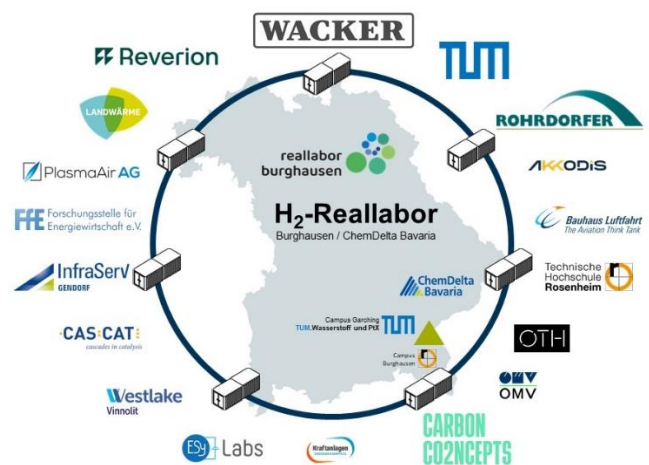 WACKER
Reverion
TUM
LANDWÄRME
ROHRDORFER
reallabor
burghausen
PlasmaAir AG
AKKODIS
H₂-Reallabor
Burghausen / ChemDelta Bavaria
FfE Forschungsstelle für
Energiewirtschaft e.V.
Bauhaus Luftfahrt
The Aviation Think Tank
InfraServ
GENDORF
ChemDelta
Bavaria
Technische
Hochschule
Rosenheim
Campus Garching
TUM.Wasserstoff und PtX
TUM
CAS:CAT
cascades in catalysis
Campus
Burghausen
OTH
Westlake
Vinnolit
OMV
OMV
ESy Labs
Kraftanlagen
CARBON
CO2NCEPTS